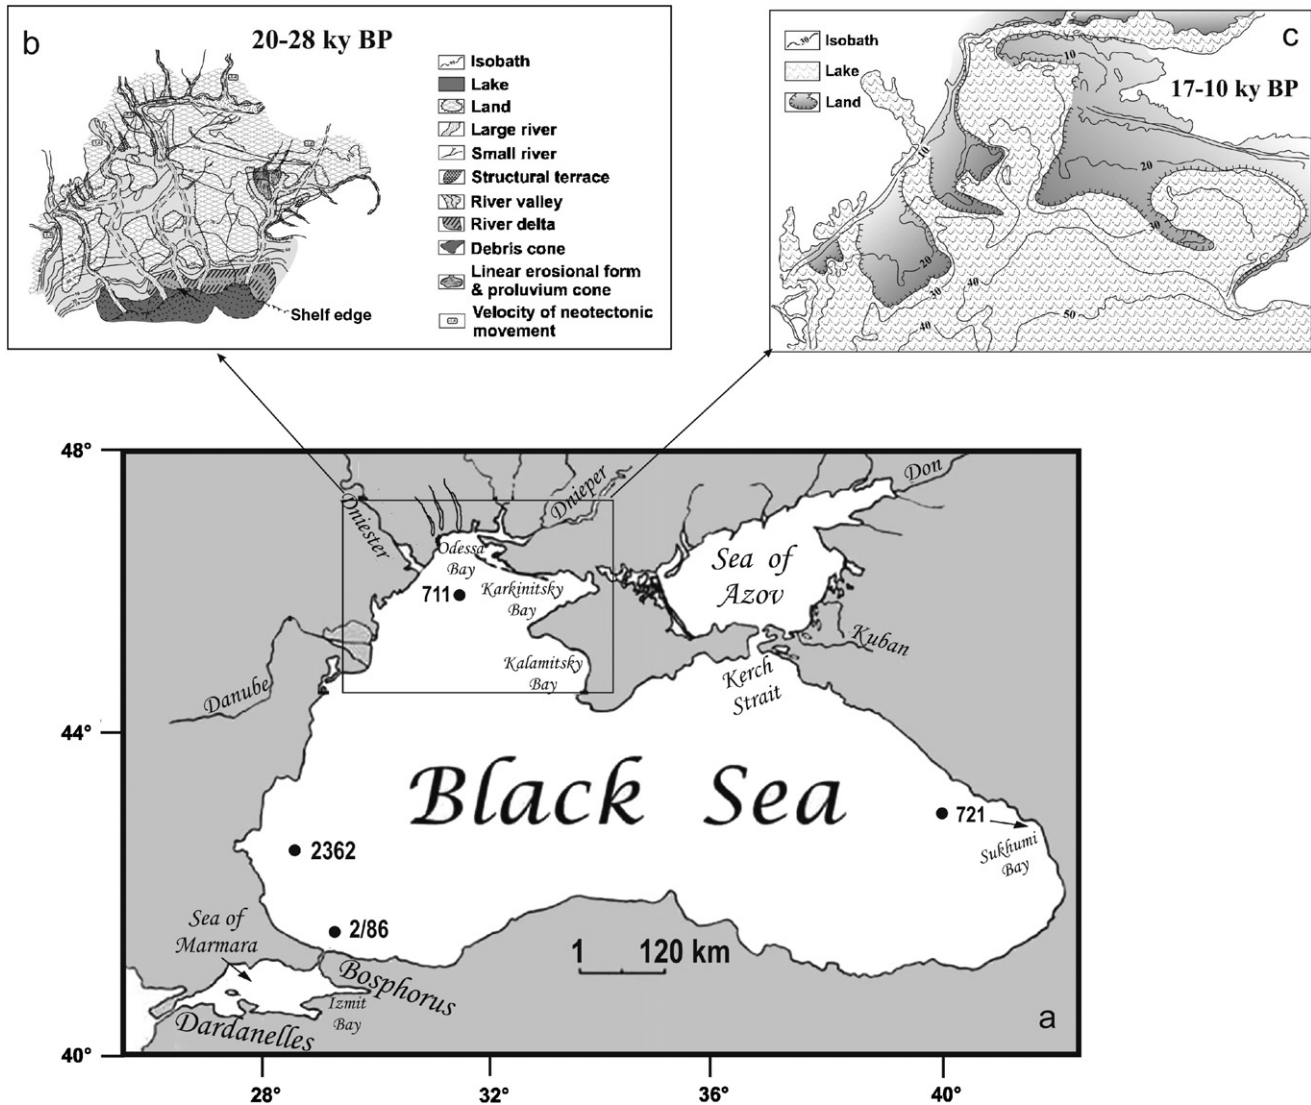 b
20-28 ky BP
Isobath
Lake
Land
Large river
Small river
Structural terrace
River valley
River delta
Debris cone
Linear erosional form
& proluvium cone
Velocity of neotectonic
movement
Shelf edge
c
17-10 ky BP
Isobath
Lake
Land
10
10
20
20
30
30
40
40
50
48°
44°
40°
28°
32°
36°
40°
Dniester
Dnieper
Don
Odessa
Bay
711
Karkinitsky
Bay
Kalamitsky
Bay
Sea of
Azov
Kuban
Kerch
Strait
Danube
Black Sea
721
Sukhumi
Bay
2362
2/86
Sea of
Marmara
Bosphorus
Izmit
Bay
Dardanelles
1 120 km
a